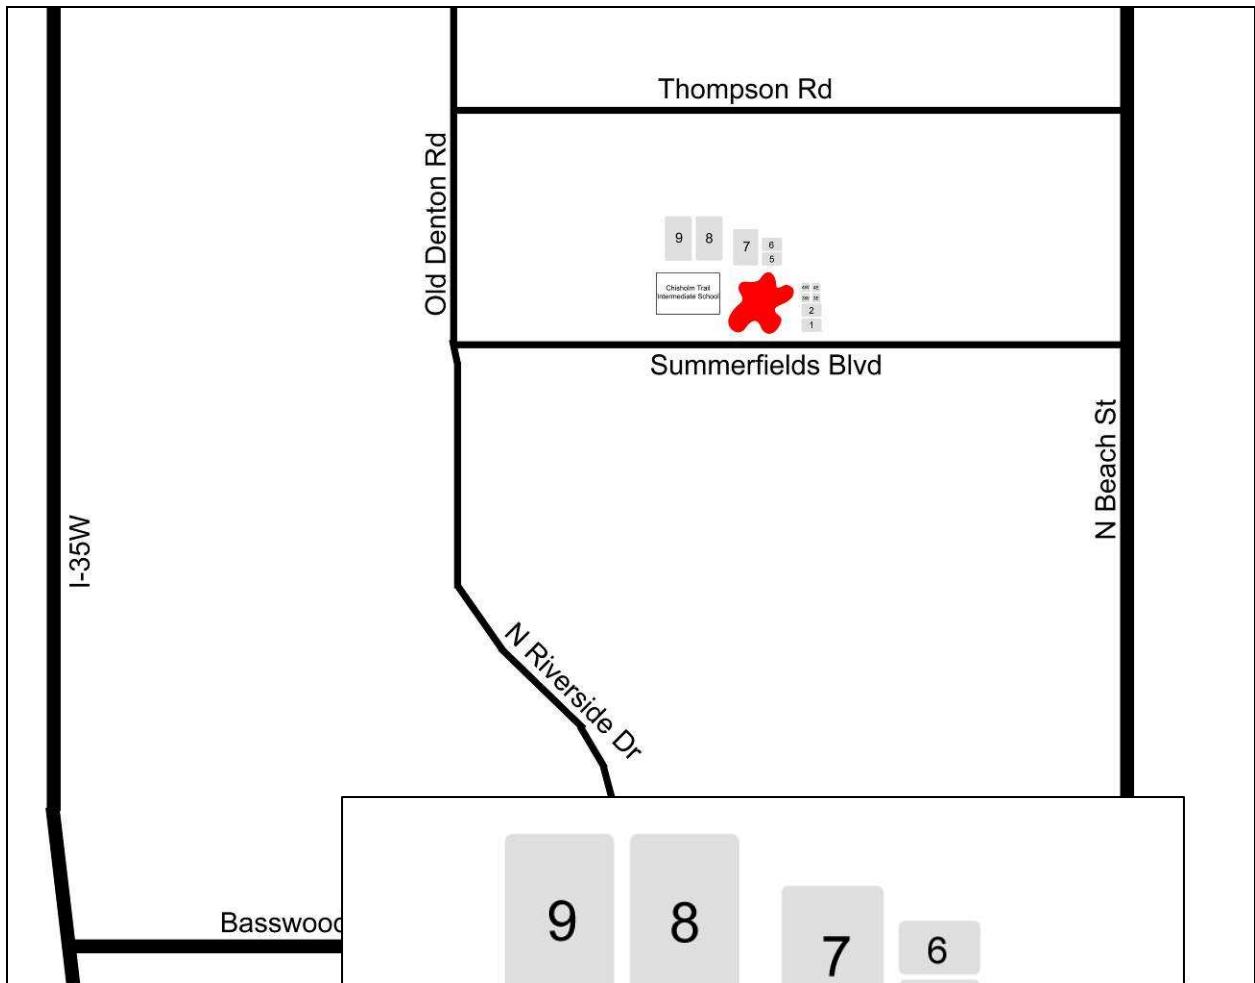 Thompson Rd
Old Denton Rd
9 8 7 6
5
Chisholm Trail
Intermediate School
2
1
Summerfields Blvd
N Beach St
I-35W
N Riverside Dr
Basswood
9 8 7 6